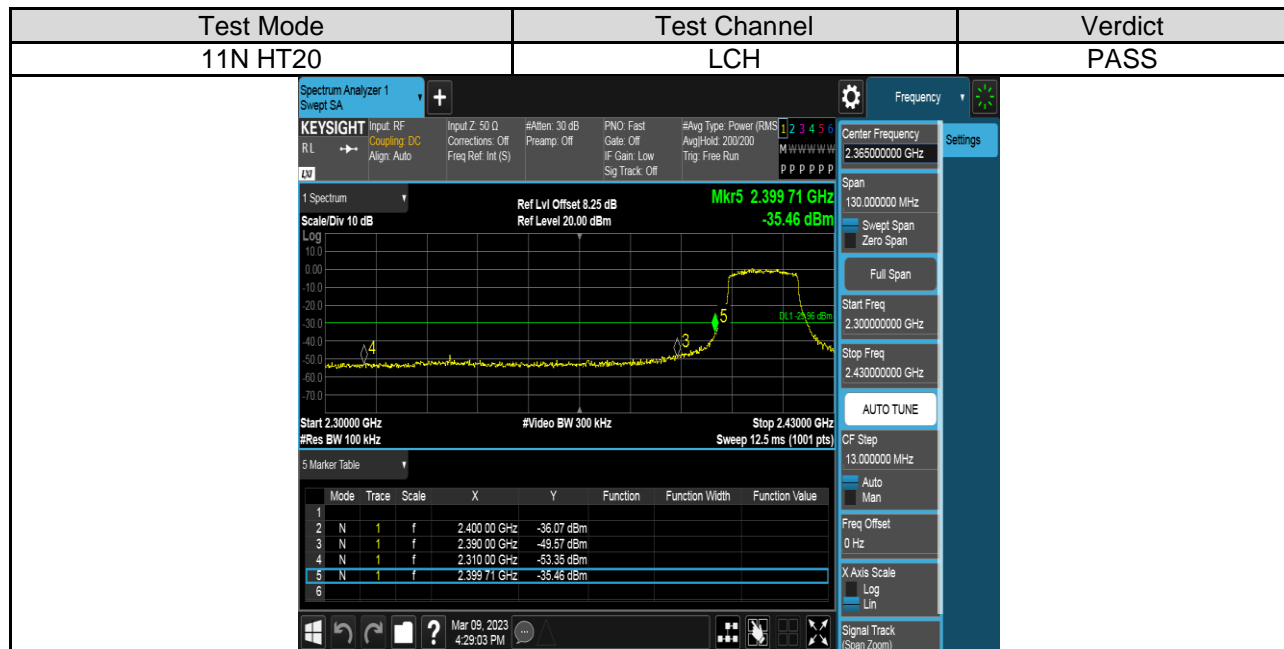 Test Mode Test Channel Verdict
11N HT20 LCH PASS
Spectrum Analyzer 1
Swept SA
+
Frequency
KEYSIGHT Input: RF Input Z: 50 Ω #Atten: 30 dB PNO: Fast #Avg Type: Power (RMS 1 2 3 4 5 6
RL Coupling: DC Corrections: Off Preamp: Off Gate: Off Avg|Hold: 200/200 M W W W W W
Align: Auto Freq Ref: Int (S) IF Gain: Low Trig: Free Run
LXI Sig Track: Off P P P P P P
1 Spectrum Ref Lvl Offset 8.25 dB Mkr5 2.399 71 GHz
Scale/Div 10 dB Ref Level 20.00 dBm -35.46 dBm
Log
10.0
0.00
-10.0
-20.0
-30.0
-40.0
-50.0
-60.0
-70.0
5
DL1 -29.96 dBm
3
4
Start 2.30000 GHz #Video BW 300 kHz Stop 2.43000 GHz
#Res BW 100 kHz Sweep 12.5 ms (1001 pts)
5 Marker Table
Mode Trace Scale X Y Function Function Width Function Value
1
2 N 1 f 2.400 00 GHz -36.07 dBm
3 N 1 f 2.390 00 GHz -49.57 dBm
4 N 1 f 2.310 00 GHz -53.35 dBm
5 N 1 f 2.399 71 GHz -35.46 dBm
6
? Mar 09, 2023
4:29:03 PM
Center Frequency
2.365000000 GHz
Settings
Span
130.000000 MHz
Swept Span
Zero Span
Full Span
Start Freq
2.300000000 GHz
Stop Freq
2.430000000 GHz
AUTO TUNE
CF Step
13.000000 MHz
Auto
Man
Freq Offset
0 Hz
X Axis Scale
Log
Lin
Signal Track
(Span Zoom)